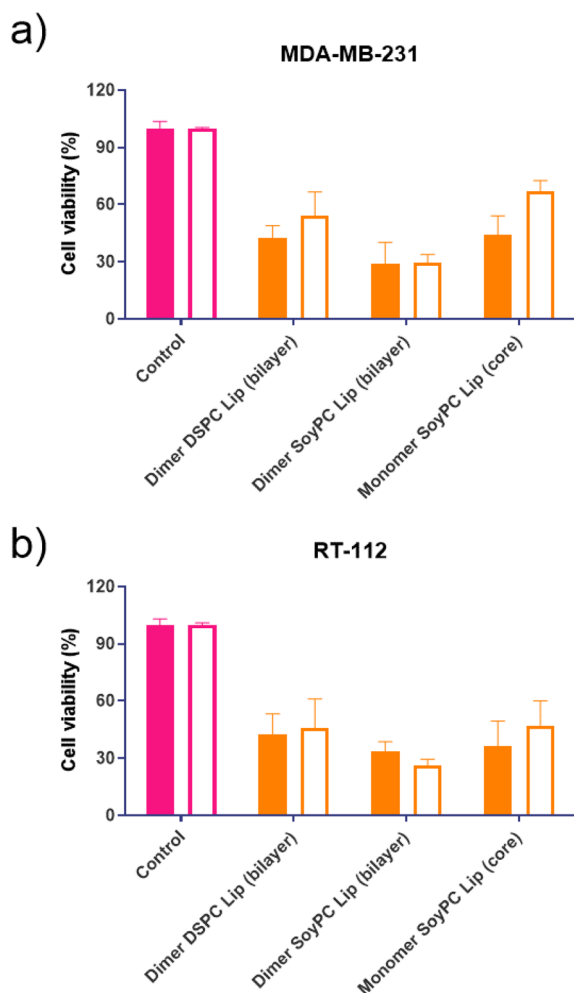 a)
MDA-MB-231
Cell viability (%)
120
90
60
30
0
Control
Dimer DSPC Lip (bilayer)
Dimer SoyPC Lip (bilayer)
Monomer SoyPC Lip (core)
b)
RT-112
Cell viability (%)
120
90
60
30
0
Control
Dimer DSPC Lip (bilayer)
Dimer SoyPC Lip (bilayer)
Monomer SoyPC Lip (core)